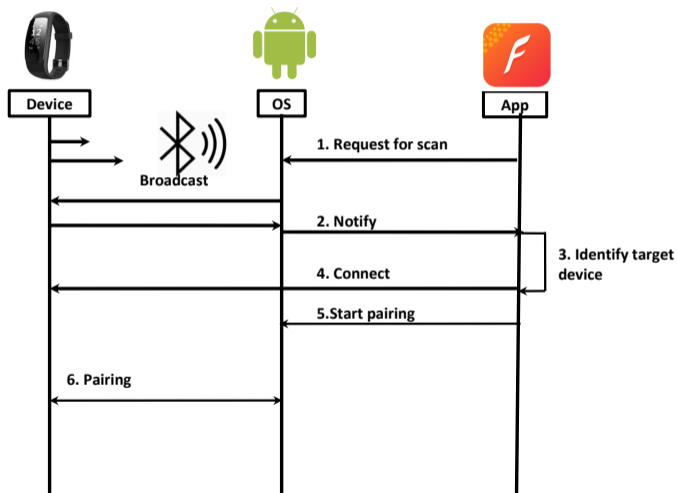 Device
OS
App
1. Request for scan
Broadcast
2. Notify
3. Identify target
device
4. Connect
5.Start pairing
6. Pairing